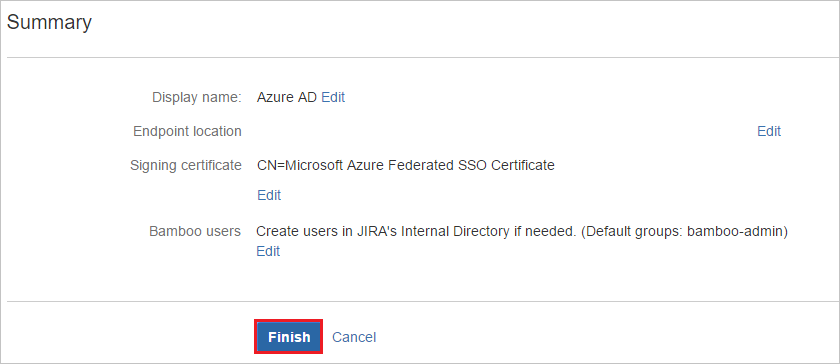 Summary
Display name: Azure AD Edit
Endpoint location Edit
Signing certificate CN=Microsoft Azure Federated SSO Certificate
Edit
Bamboo users Create users in JIRA's Internal Directory if needed. (Default groups: bamboo-admin)
Edit
Finish Cancel